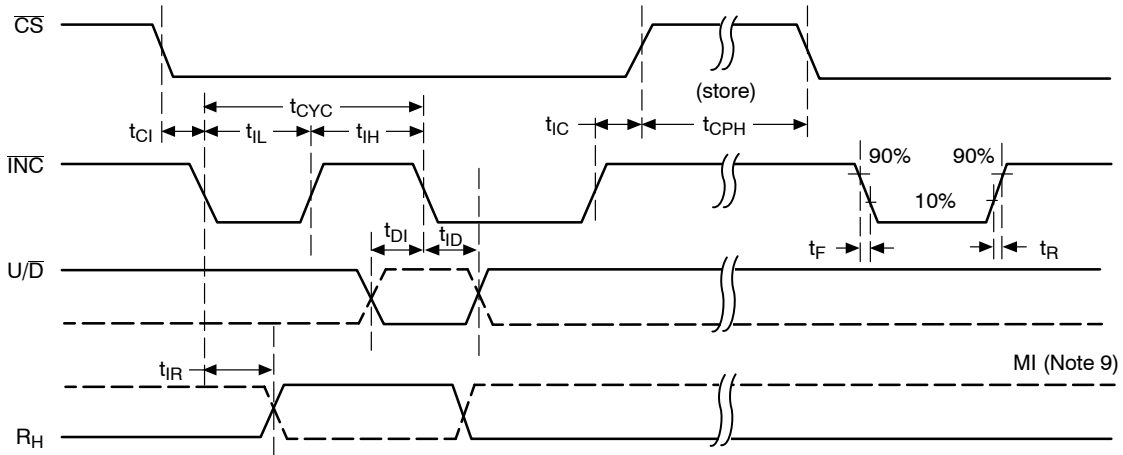 CS
(store)
tCYC
tCI
tIL
tIH
tIC
tCPH
INC
90%
90%
10%
tDI
tID
tF
tR
U/D
tIR
MI (Note 9)
RH